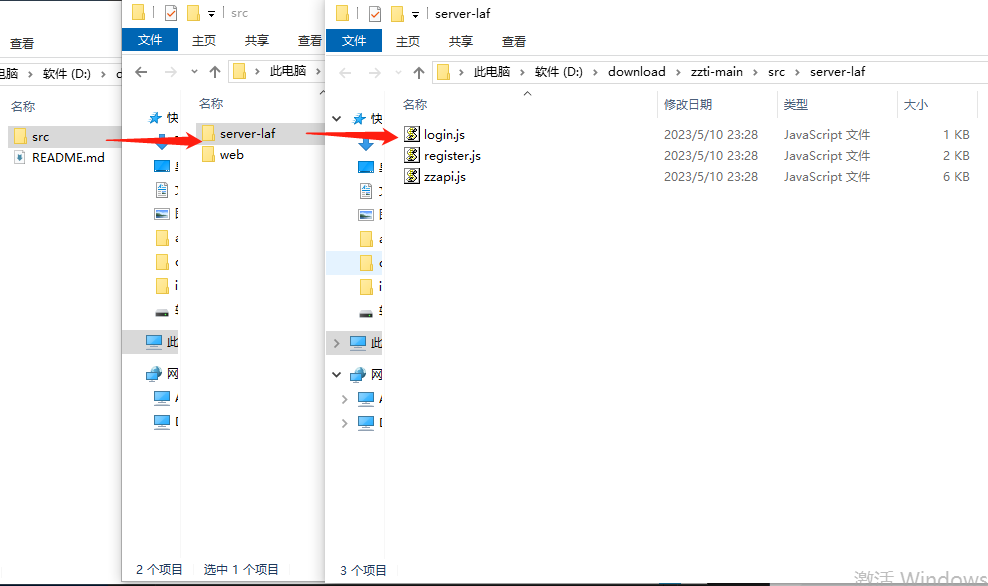 查看
软件 (D:)
名称
src
README.md
src
文件 主页 共享 查看
此电脑
名称
快
server-laf
web
此
网
2 个项目 选中 1 个项目
server-laf
文件 主页 共享 查看
此电脑 软件 (D:) download zzti-main src server-laf
名称 修改日期 类型 大小
快
login.js 2023/5/10 23:28 JavaScript 文件 1 KB
register.js 2023/5/10 23:28 JavaScript 文件 2 KB
zzapi.js 2023/5/10 23:28 JavaScript 文件 6 KB
此
网
3 个项目
激活 Windows